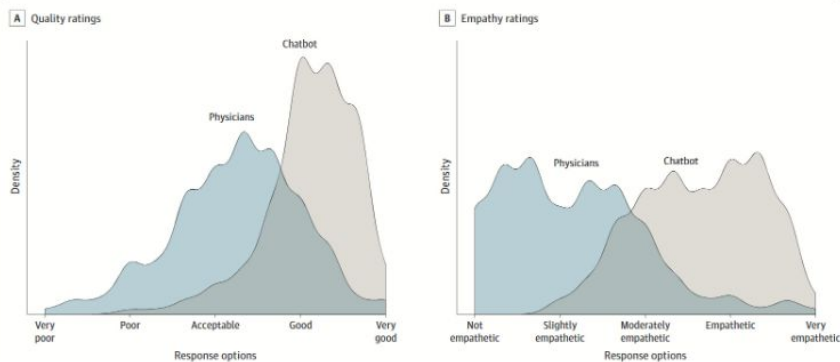 A Quality ratings
Chatbot
Physicians
Density
Very poor
Poor
Acceptable
Good
Very good
Response options
B Empathy ratings
Physicians
Chatbot
Density
Not empathetic
Slightly empathetic
Moderately empathetic
Empathetic
Very empathetic
Response options